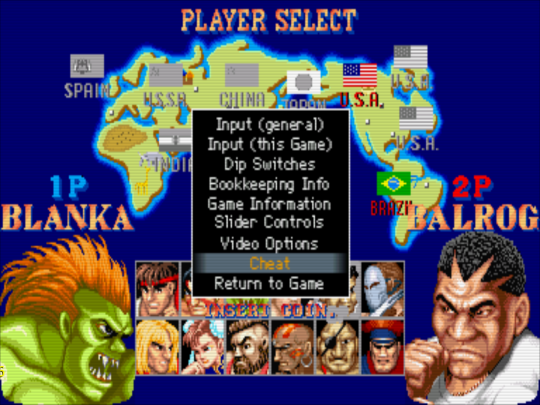 PLAYER SELECT
U.S.A
SPAIN
U.S.S.R
CHINA
JAPAN
U.S.A.
U.S.A.
INDIA
BRAZIL
1P
BLANKA
2P
BALROG
Input (general)
Input (this Game)
Dip Switches
Bookkeeping Info
Game Information
Slider Controls
Video Options
Cheat
Return to Game
INSERT COIN.